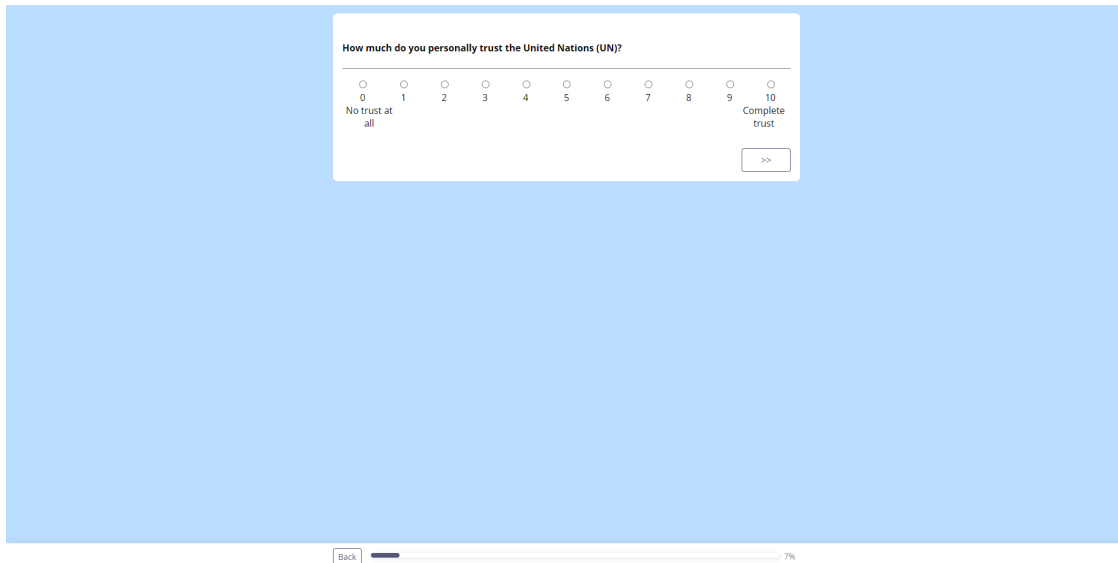 How much do you personally trust the United Nations (UN)?
0 1 2 3 4 5 6 7 8 9 10
No trust at all
Complete trust
>>
Back
7%